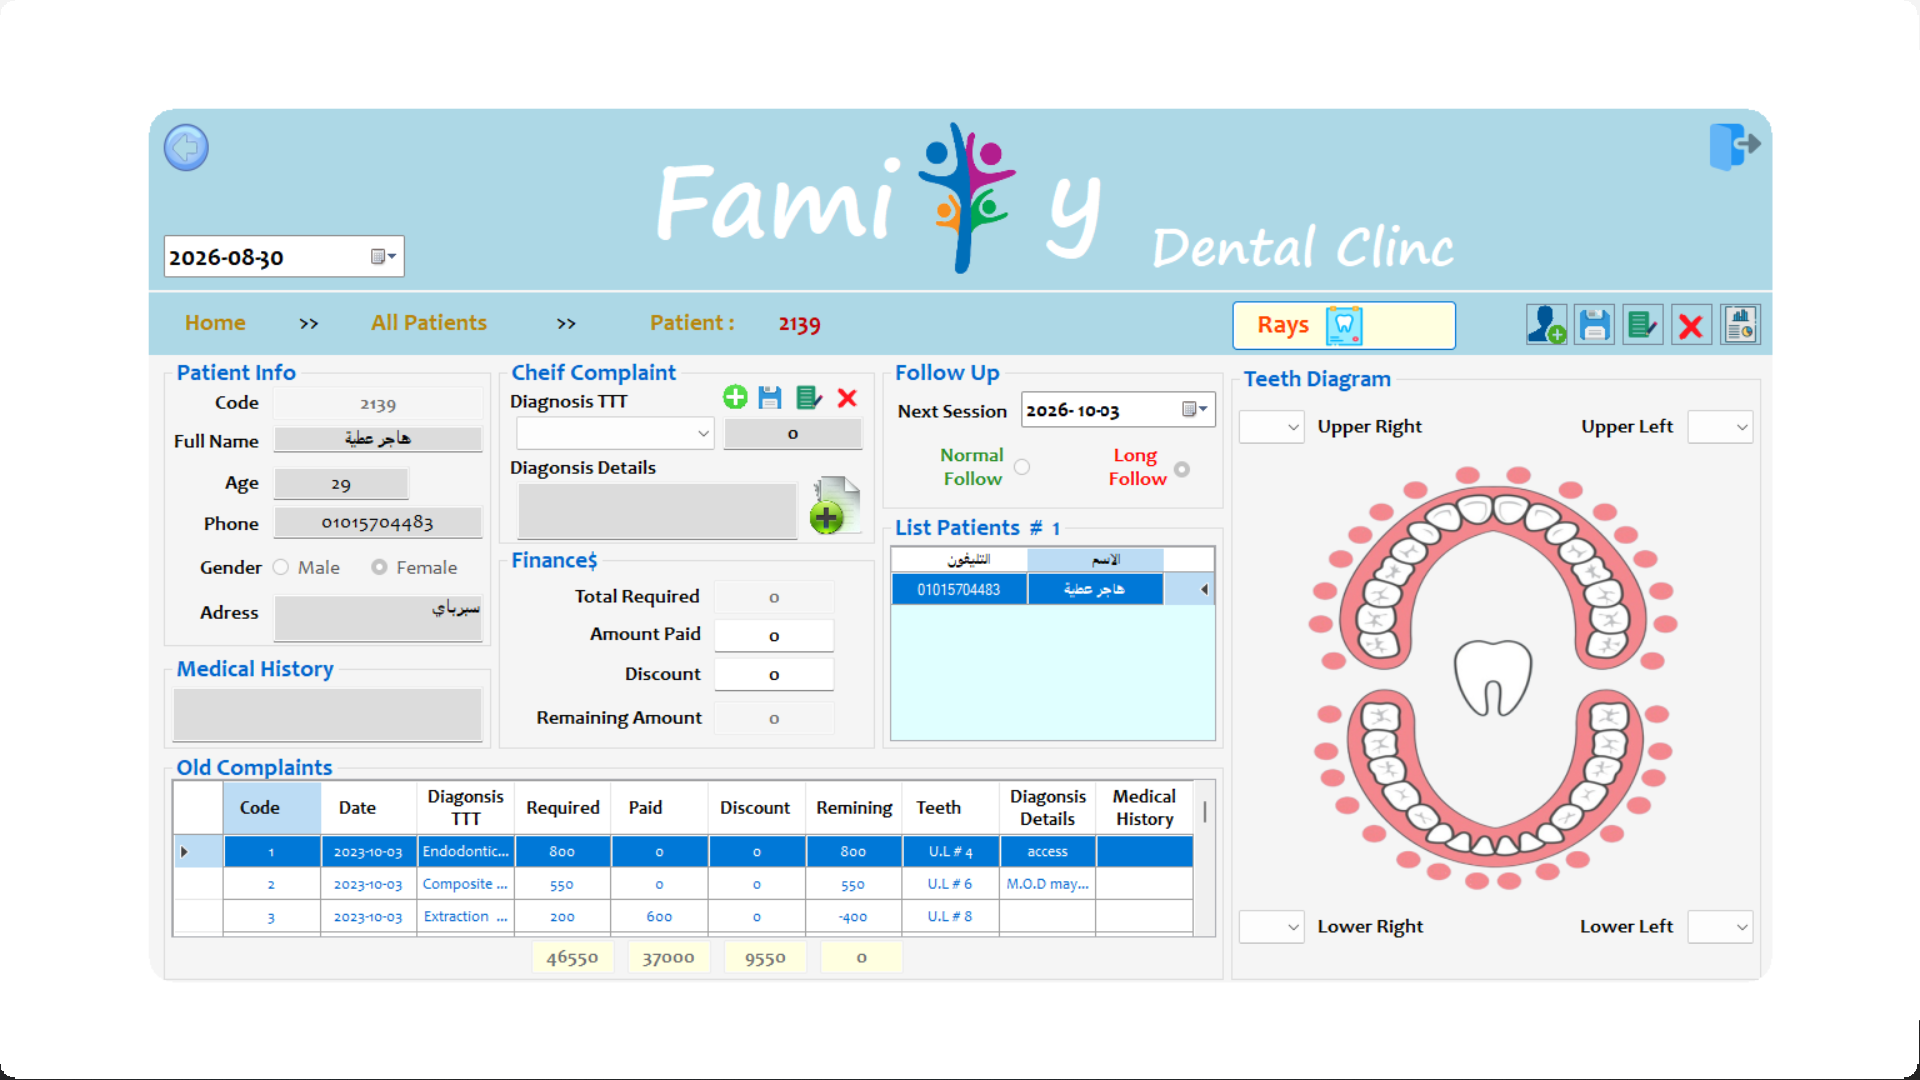 Family
Dental Clinc
2026-08-30
Home >> All Patients >> Patient : 2139
Rays
Patient Info
Code 2139
Full Name هاجر عطية
Age 29
Phone 01015704483
Gender Male Female
Adress سبرباي
Medical History
Cheif Complaint
Diagnosis TTT
0
Diagonsis Details
Finance$
Total Required 0
Amount Paid 0
Discount 0
Remaining Amount 0
Follow Up
Next Session 2026- 10-03
Normal Follow
Long Follow
List Patients # 1
التليفون الاسم
01015704483 هاجر عطية
Teeth Diagram
Upper Right Upper Left
Lower Right Lower Left
Old Complaints
Code Date Diagonsis TTT Required Paid Discount Remining Teeth Diagonsis Details Medical History
1 2023-10-03 Endodontic... 800 0 0 800 U.L # 4 access
2 2023-10-03 Composite ... 550 0 0 550 U.L # 6 M.O.D may...
3 2023-10-03 Extraction ... 200 600 0 -400 U.L # 8
46550 37000 9550 0